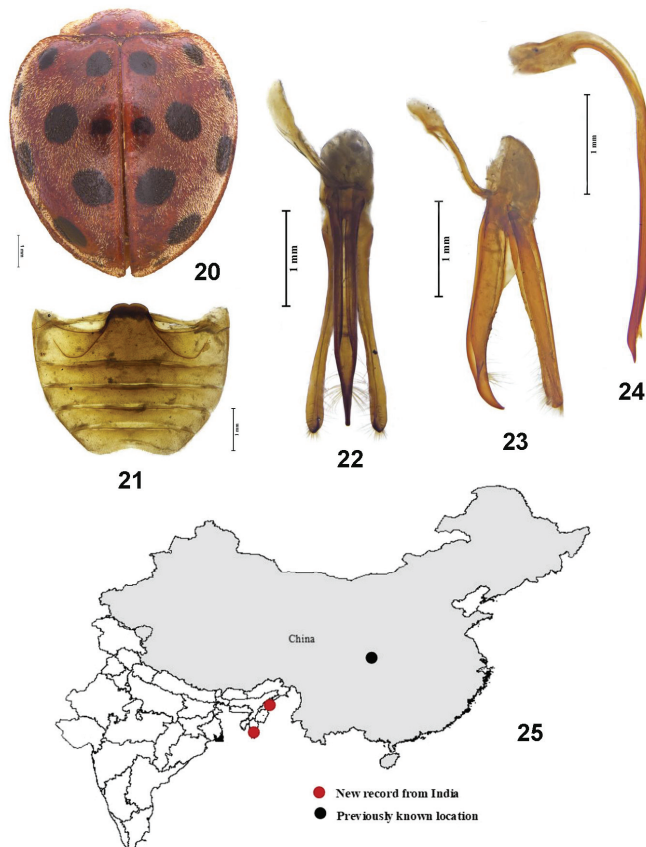 20
1 mm
21
1 mm
22
1 mm
23
1 mm
24
1 mm
China
25
New record from India
Previously known location